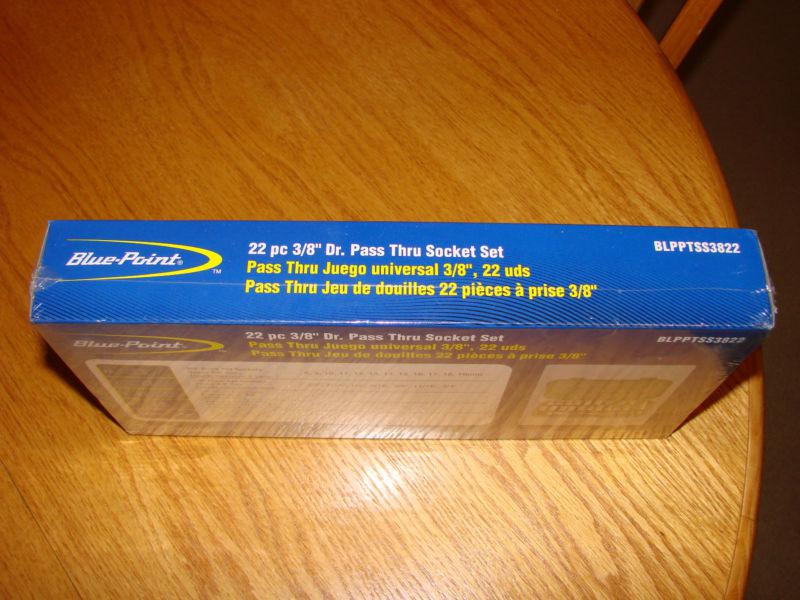 Blue-Point® ™
22 pc 3/8" Dr. Pass Thru Socket Set
Pass Thru Juego universal 3/8", 22 uds
Pass Thru Jeu de douilles 22 pièces à prise 3/8"
BLPPTSS3822
Blue-Point
22 pc 3/8" Dr. Pass Thru Socket Set
Pass Thru Juego universal 3/8", 22 uds
Pass Thru Jeu de douilles 22 pièces à prise 3/8"
BLPPTSS3822